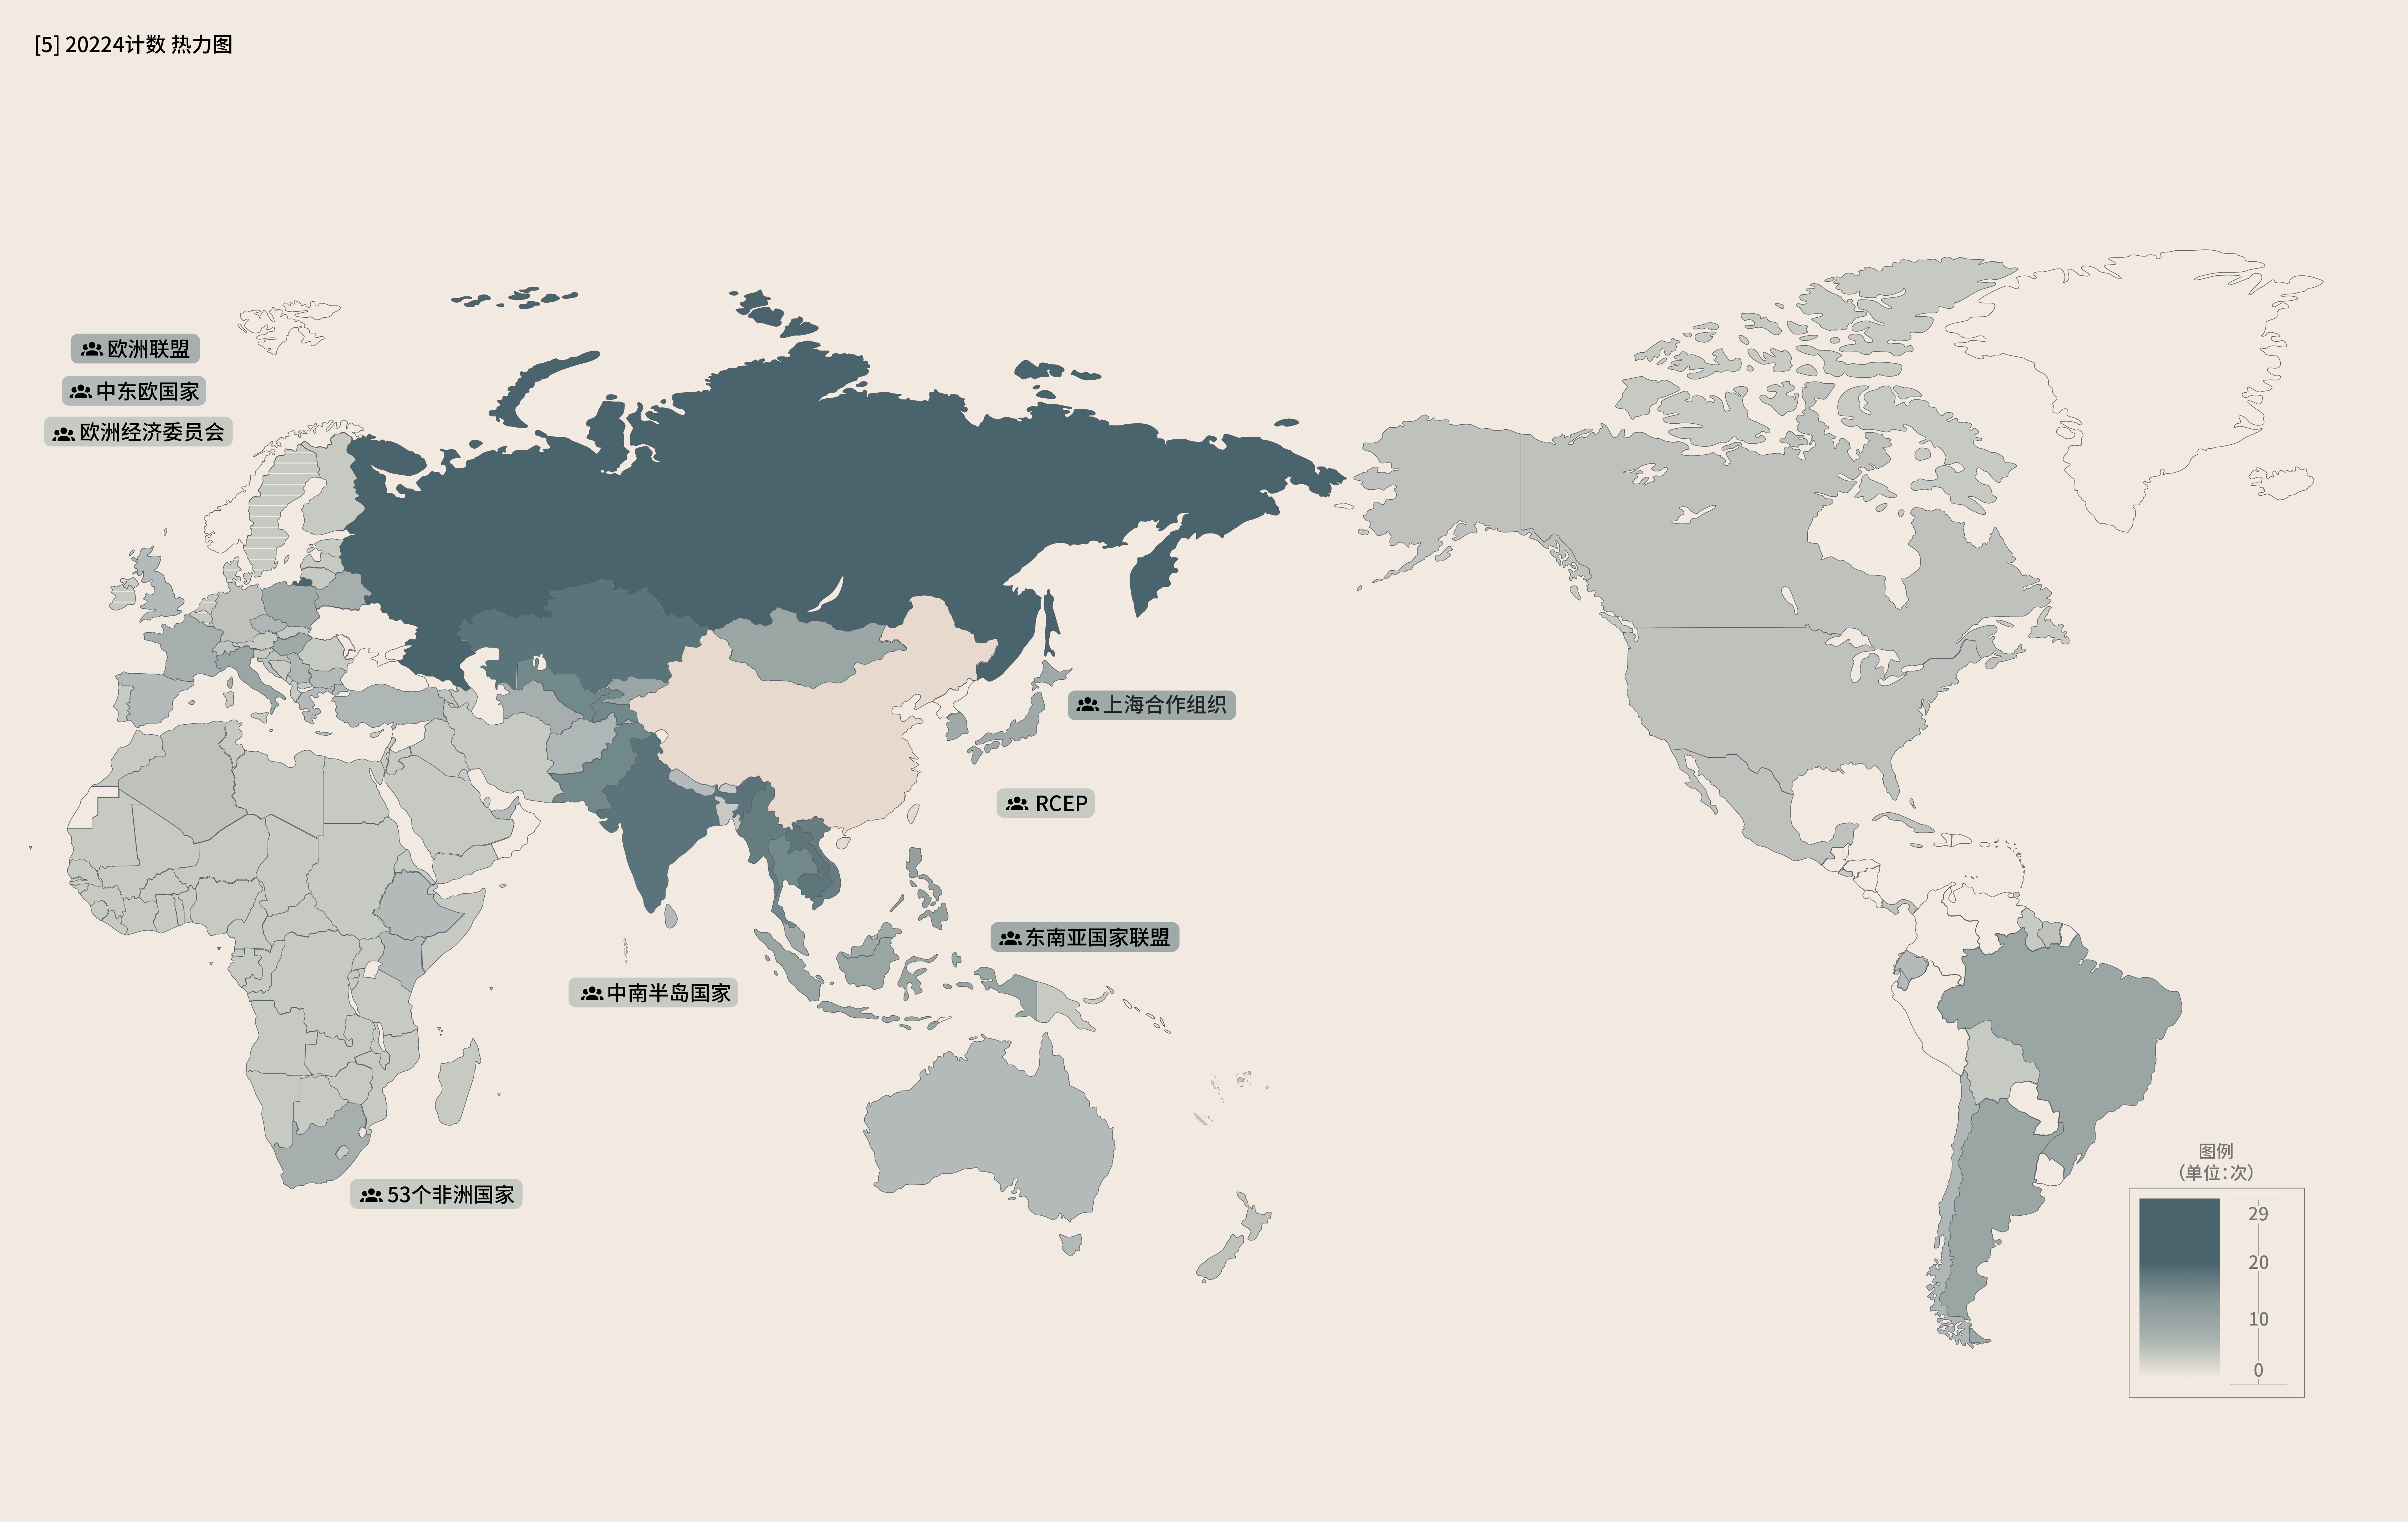 [5] 20224计数 热力图
欧洲联盟
中东欧国家
欧洲经济委员会
上海合作组织
RCEP
东南亚国家联盟
中南半岛国家
53个非洲国家
图例
（单位：次）
29
20
10
0